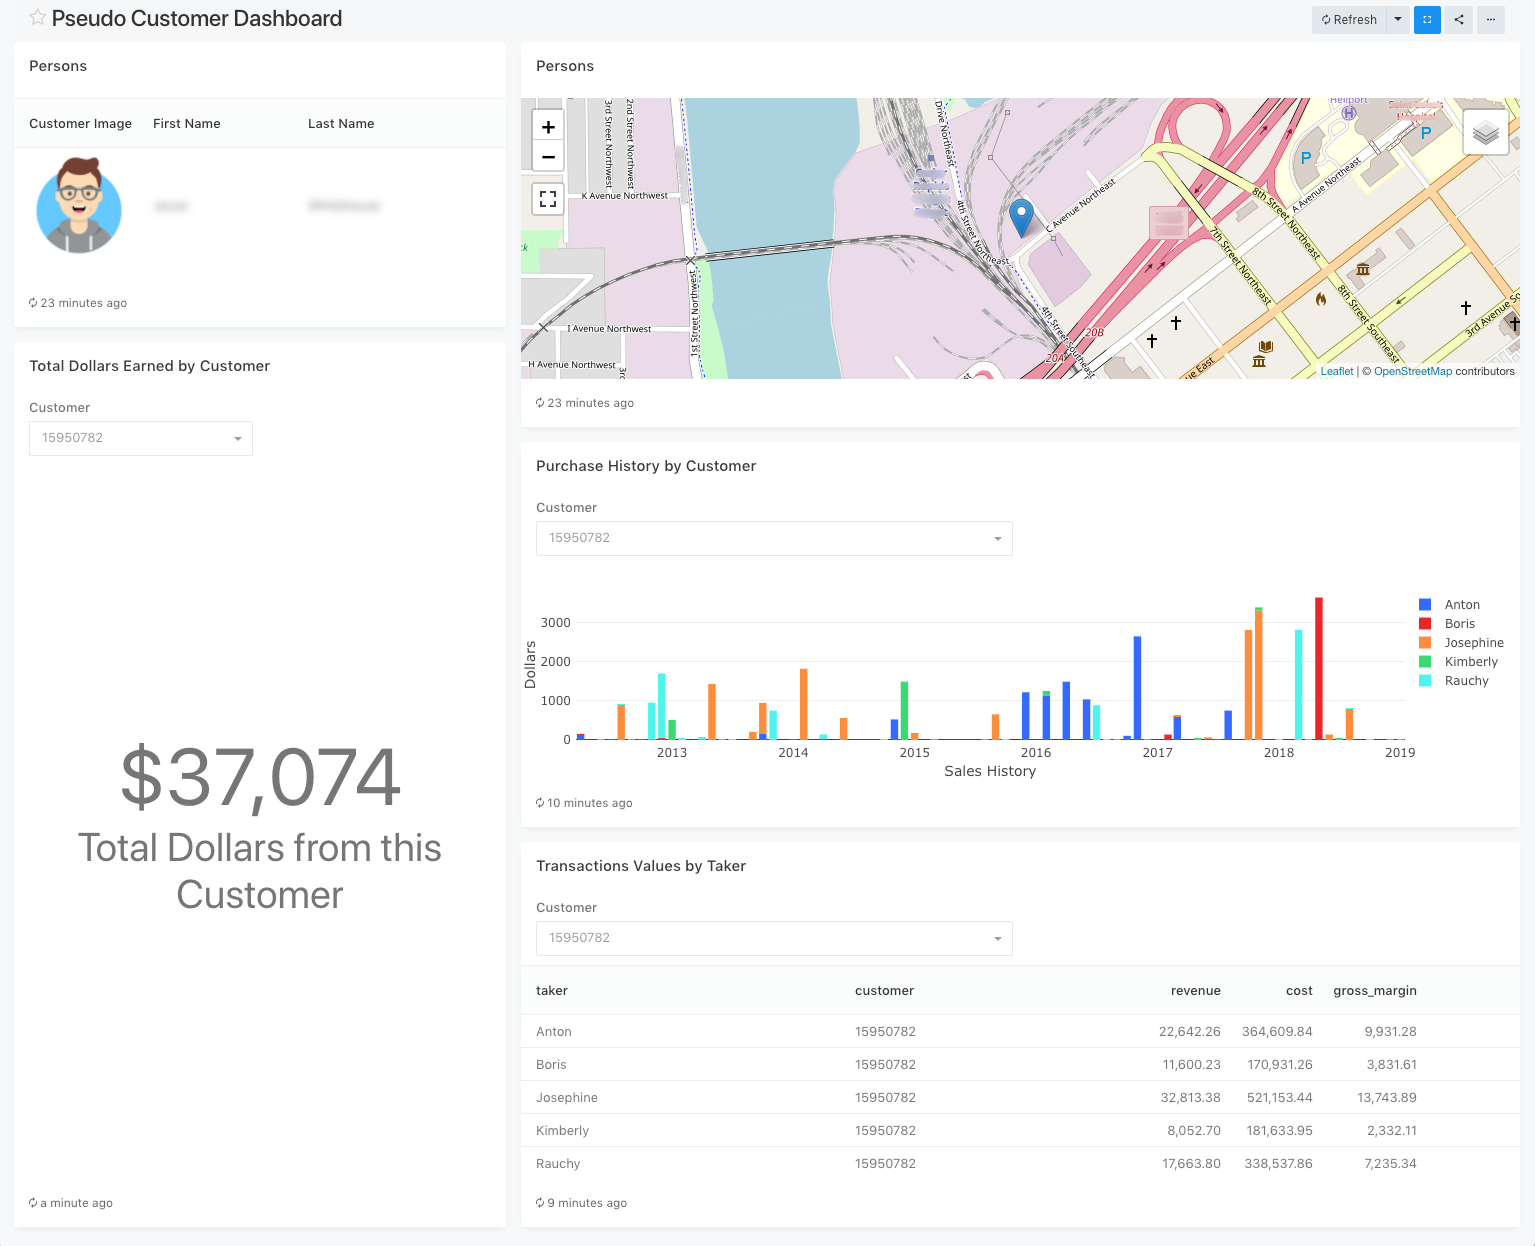 Pseudo Customer Dashboard
Refresh
Persons
Customer Image First Name Last Name
23 minutes ago
Total Dollars Earned by Customer
Customer
15950782
$37,074
Total Dollars from this
Customer
a minute ago
Persons
+
−
3rd Street Northwest
2nd Street Northwest
K Avenue Northwest
I Avenue Northwest
H Avenue Northwest
1st Street Northwest
Drive Northeast
4th Street Northeast
C Avenue Northeast
4th Street Southeast
20B
20A
7th Street Northeast
8th Street Northeast
A Avenue Northeast
8th Street Southeast
3rd Avenue So
ue East
Heliport
H
P
P
Leaflet | © OpenStreetMap contributors
23 minutes ago
Purchase History by Customer
Customer
15950782
Dollars
3000
2000
1000
0
2013 2014 2015 2016 2017 2018 2019
Sales History
Anton
Boris
Josephine
Kimberly
Rauchy
10 minutes ago
Transactions Values by Taker
Customer
15950782
taker customer revenue cost gross_margin
Anton 15950782 22,642.26 364,609.84 9,931.28
Boris 15950782 11,600.23 170,931.26 3,831.61
Josephine 15950782 32,813.38 521,153.44 13,743.89
Kimberly 15950782 8,052.70 181,633.95 2,332.11
Rauchy 15950782 17,663.80 338,537.86 7,235.34
9 minutes ago